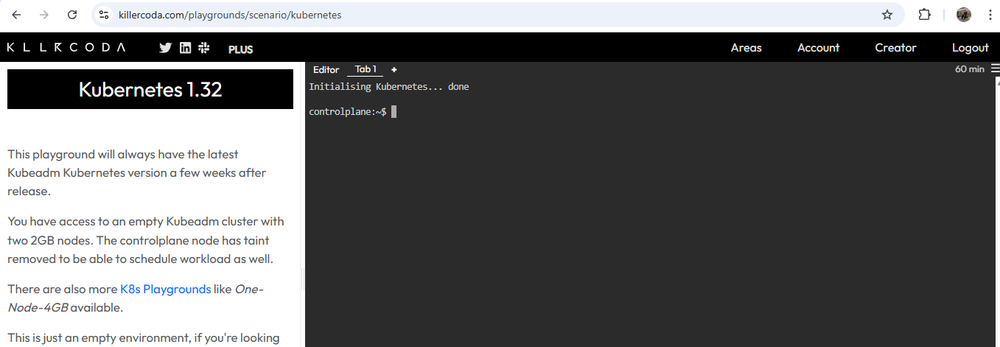 killercoda.com/playgrounds/scenario/kubernetes
KILLERCODA
PLUS
Areas
Account
Creator
Logout
Kubernetes 1.32
Editor
Tab 1
+
60 min
Initialising Kubernetes... done
controlplane:~$
This playground will always have the latest
Kubeadm Kubernetes version a few weeks after
release.
You have access to an empty Kubeadm cluster with
two 2GB nodes. The controlplane node has taint
removed to be able to schedule workload as well.
There are also more K8s Playgrounds like One-
Node-4GB available.
This is just an empty environment, if you're looking